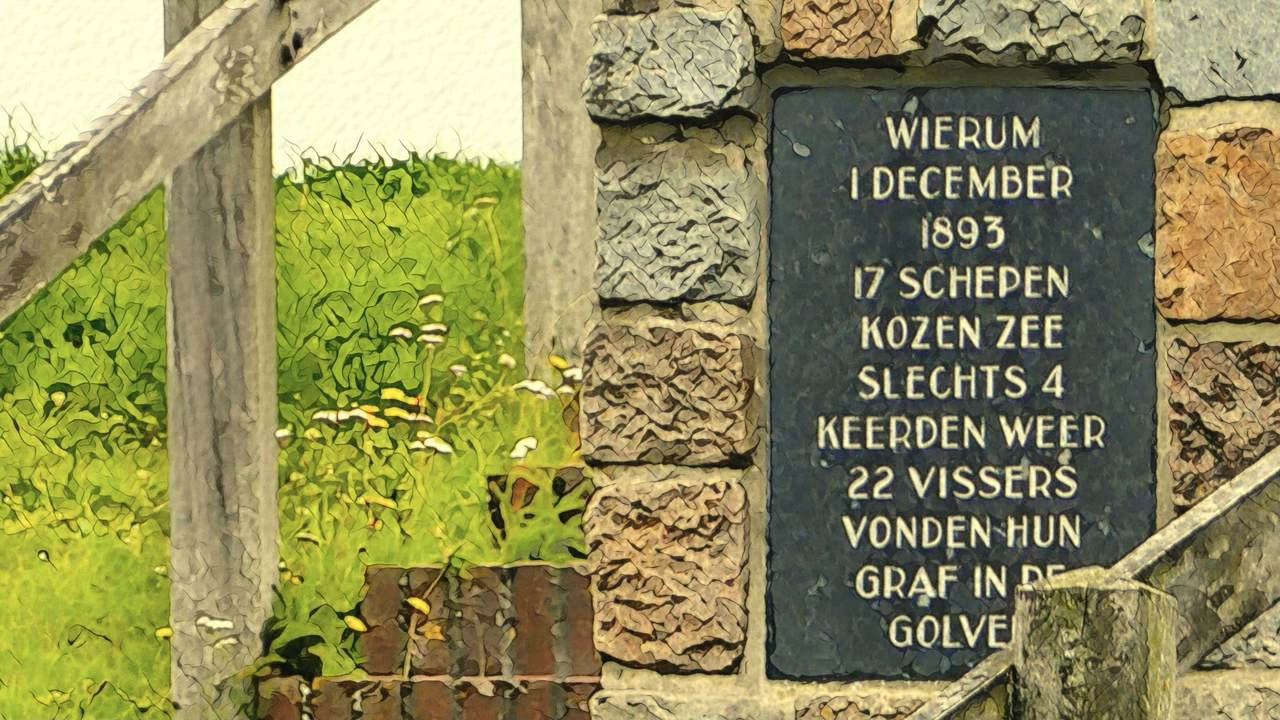 WIERUM
1 DECEMBER
1893
17 SCHEPEN
KOZEN ZEE
SLECHTS 4
KEERDEN WEER
22 VISSERS
VONDEN HUN
GRAF IN DE
GOLVE